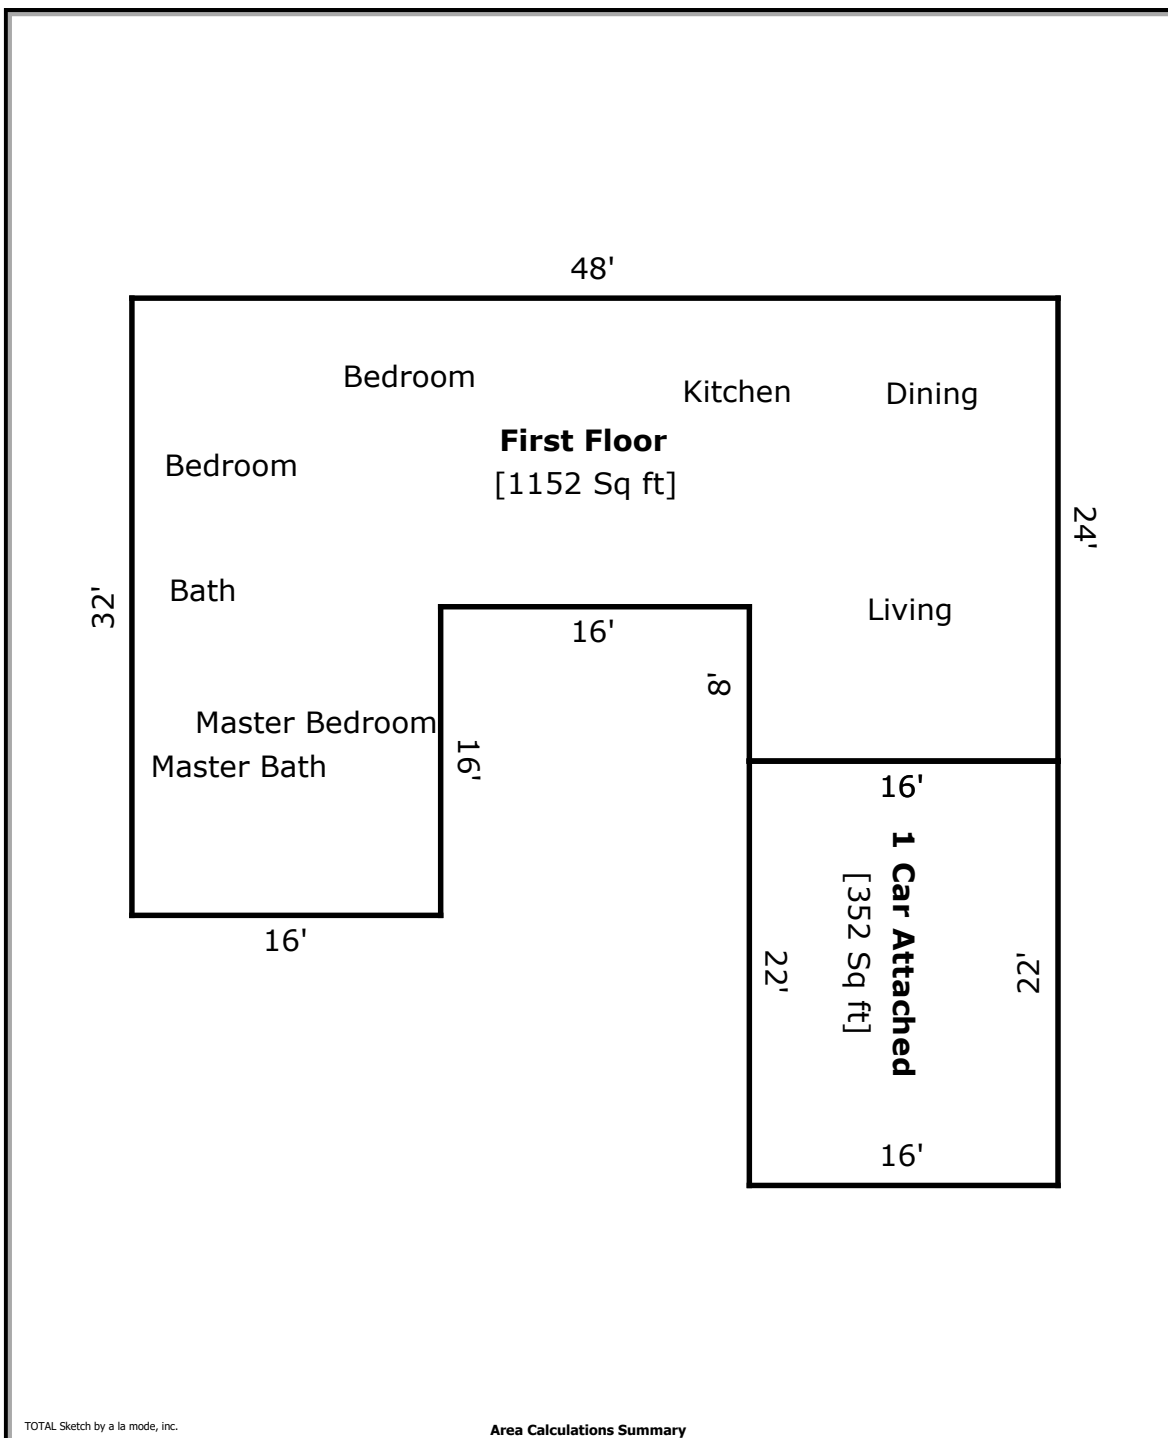 48'
Bedroom
Kitchen
Dining
First Floor
Bedroom
[1152 Sq ft]
24'
Bath
32'
Living
16'
8'
Master Bedroom
16'
Master Bath
16'
1 Car Attached
[352 Sq ft]
16'
22'
22'
16'
TOTAL Sketch by a la mode, inc.
Area Calculations Summary